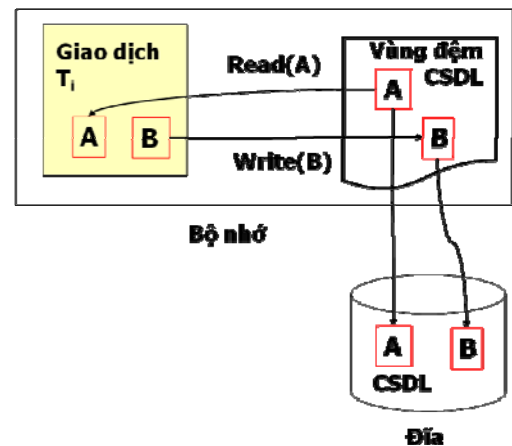 Giao dịch
Tᵢ
A
B
Read(A)
Write(B)
Vùng đệm
CSDL
A
B
Bộ nhớ
A
B
CSDL
Đĩa